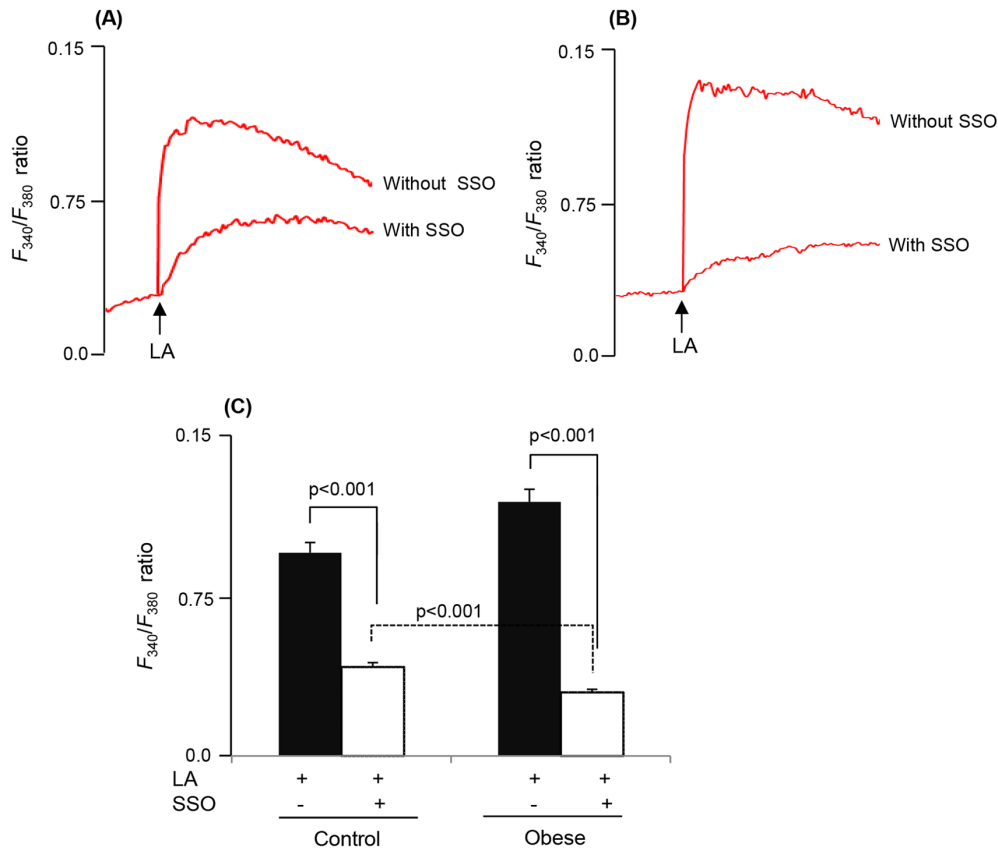 (A)
0.15
0.75
0.0
F340/F380 ratio
Without SSO
With SSO
LA
(B)
0.15
0.75
0.0
F340/F380 ratio
Without SSO
With SSO
LA
(C)
0.15
0.75
0.0
F340/F380 ratio
p<0.001
p<0.001
p<0.001
LA + + + +
SSO - + - +
Control Obese